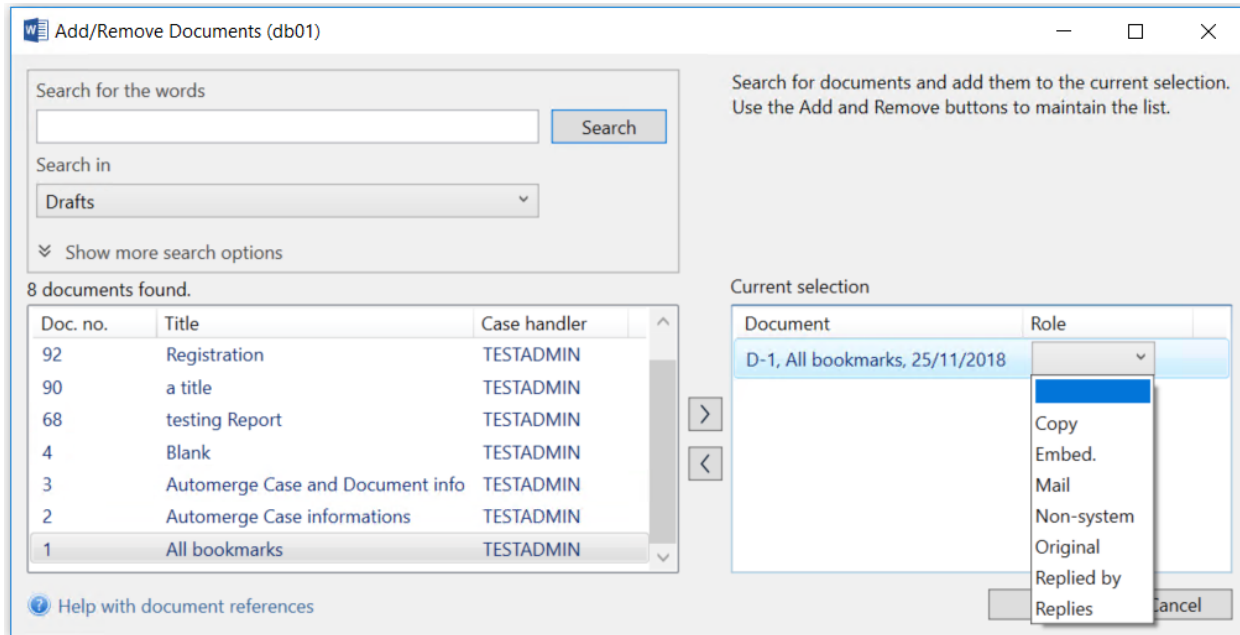 Add/Remove Documents (db01)
Search for the words
Search
Search in
Drafts
Show more search options
Search for documents and add them to the current selection.
Use the Add and Remove buttons to maintain the list.
8 documents found.
Doc. no. Title Case handler
92 Registration TESTADMIN
90 a title TESTADMIN
68 testing Report TESTADMIN
4 Blank TESTADMIN
3 Automerge Case and Document info TESTADMIN
2 Automerge Case informations TESTADMIN
1 All bookmarks TESTADMIN
Current selection
Document Role
D-1, All bookmarks, 25/11/2018
Copy
Embed.
Mail
Non-system
Original
Replied by
Replies
Help with document references
Cancel